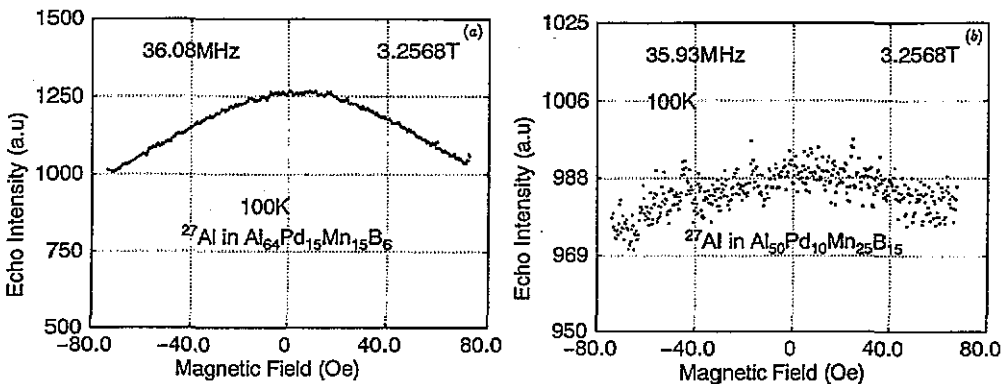 (a)
36.08MHz 3.2568T
100K
²⁷Al in Al₆₄Pd₁₅Mn₁₅B₆
Echo Intensity (a.u)
1500
1250
1000
750
500
−80.0 −40.0 0 40.0 80.0
Magnetic Field (Oe)
(b)
35.93MHz 3.2568T
100K
²⁷Al in Al₅₀Pd₁₀Mn₂₅B₁₅
Echo Intensity (a.u)
1025
1006
988
969
950
−80.0 −40.0 0 40.0 80.0
Magnetic Field (Oe)